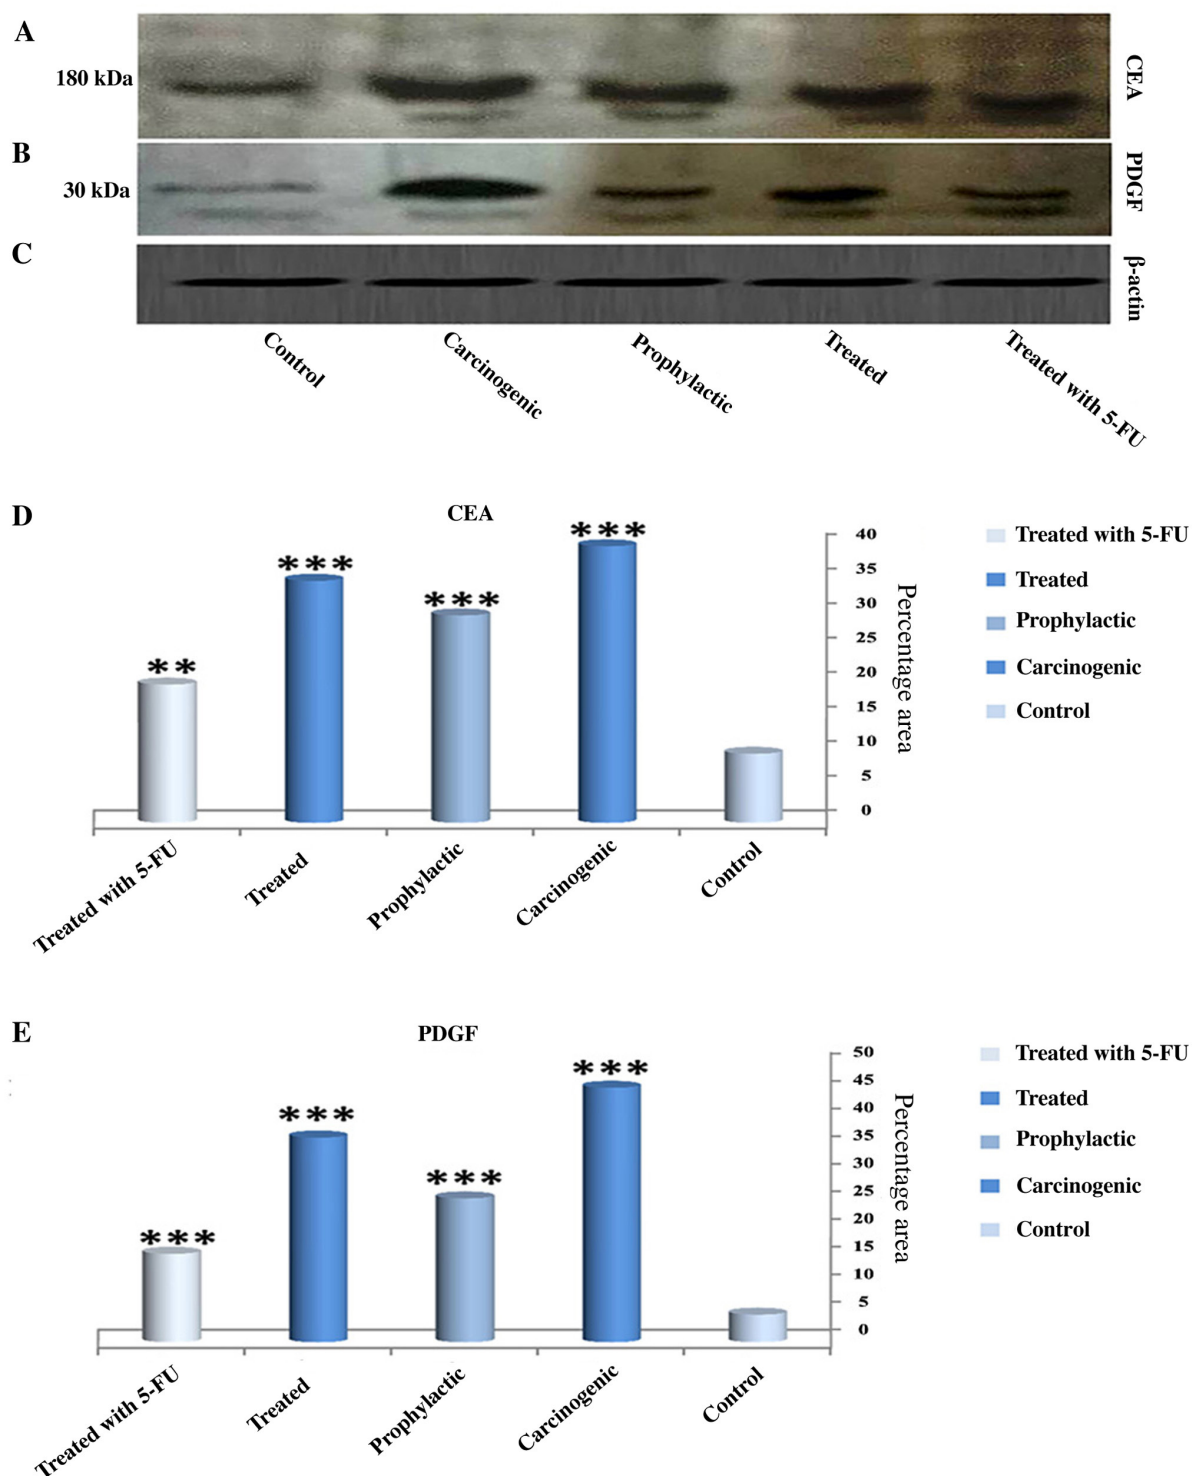 A
180 kDa
CEA
B
30 kDa
PDGF
C
β-actin
Control
Carcinogenic
Prophylactic
Treated
Treated with 5-FU
D
CEA
***
***
***
**
40
35
30
25
20
15
10
5
0
Percentage area
Treated with 5-FU
Treated
Prophylactic
Carcinogenic
Control
Treated with 5-FU
Treated
Prophylactic
Carcinogenic
Control
E
PDGF
***
***
***
***
50
45
40
35
30
25
20
15
10
5
0
Percentage area
Treated with 5-FU
Treated
Prophylactic
Carcinogenic
Control
Treated with 5-FU
Treated
Prophylactic
Carcinogenic
Control